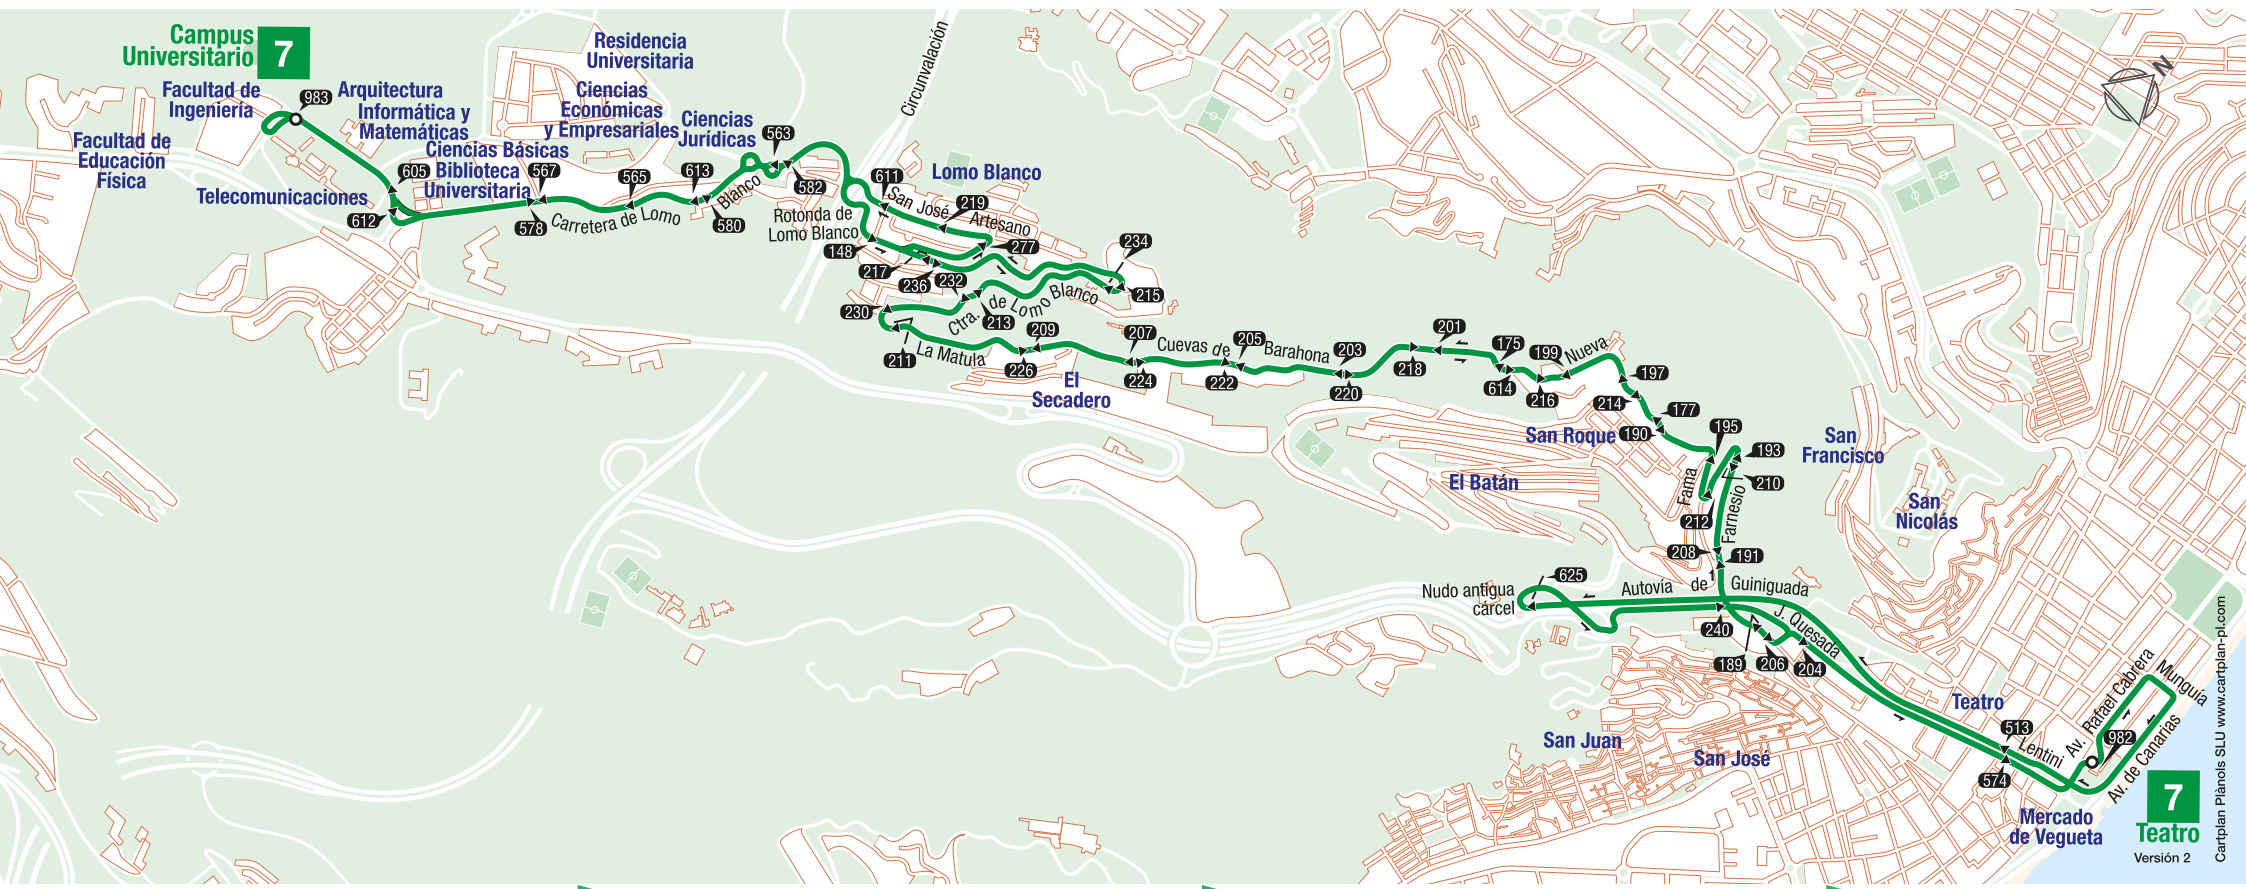 Campus
Universitario
7
Facultad de
Ingeniería
983
Arquitectura
Informática y
Matemáticas
Ciencias Básicas
Biblioteca
Universitaria
Facultad de
Educación
Física
Telecomunicaciones
605
612
Residencia
Universitaria
Ciencias
Económicas
y Empresariales
Ciencias
Jurídicas
567
578
565
613
580
563
582
Carretera de Lomo
Blanco
Circunvalación
Rotonda de
Lomo Blanco
611
San José
Artesano
219
Lomo Blanco
148
217
236
232
277
234
215
230
213
Ctra. de Lomo Blanco
211
La Matula
209
226
El
Secadero
207
224
Cuevas de
Barahona
205
222
203
220
201
218
175
614
199
216
Nueva
197
214
177
190
San Roque
El Batán
195
193
210
Fama
212
Farnesio
208
191
San
Francisco
San
Nicolás
625
Nudo antigua
cárcel
Autovía de
Guiniguada
J. Quesada
240
189
206
204
San Juan
San José
Teatro
513
Lentini
574
Av. Rafael Cabrera
Munguía
982
Av. de Canarias
Mercado
de Vegueta
7
Teatro
Versión 2
N
Cartplan Plànols SLU www.cartplan-pl.com